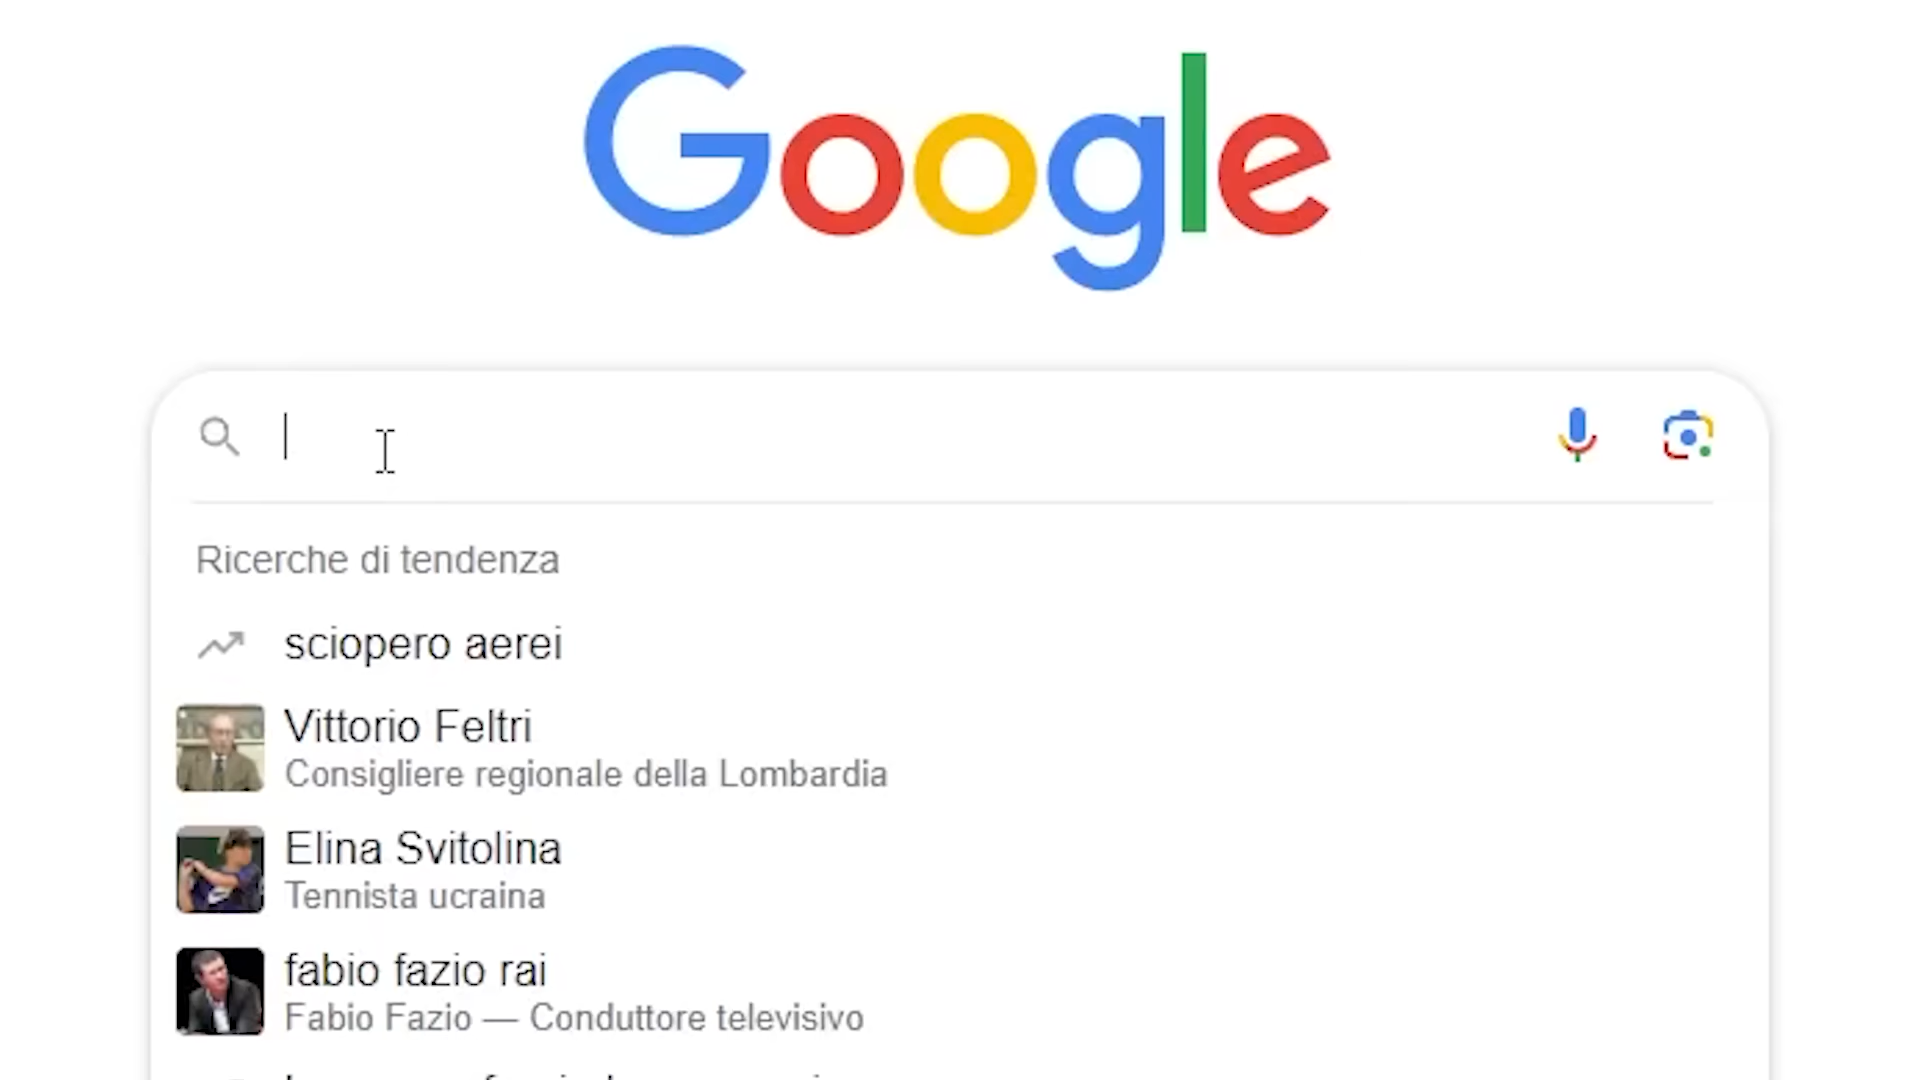 Google
Ricerche di tendenza
sciopero aerei
Vittorio Feltri
Consigliere regionale della Lombardia
Elina Svitolina
Tennista ucraina
fabio fazio rai
Fabio Fazio — Conduttore televisivo